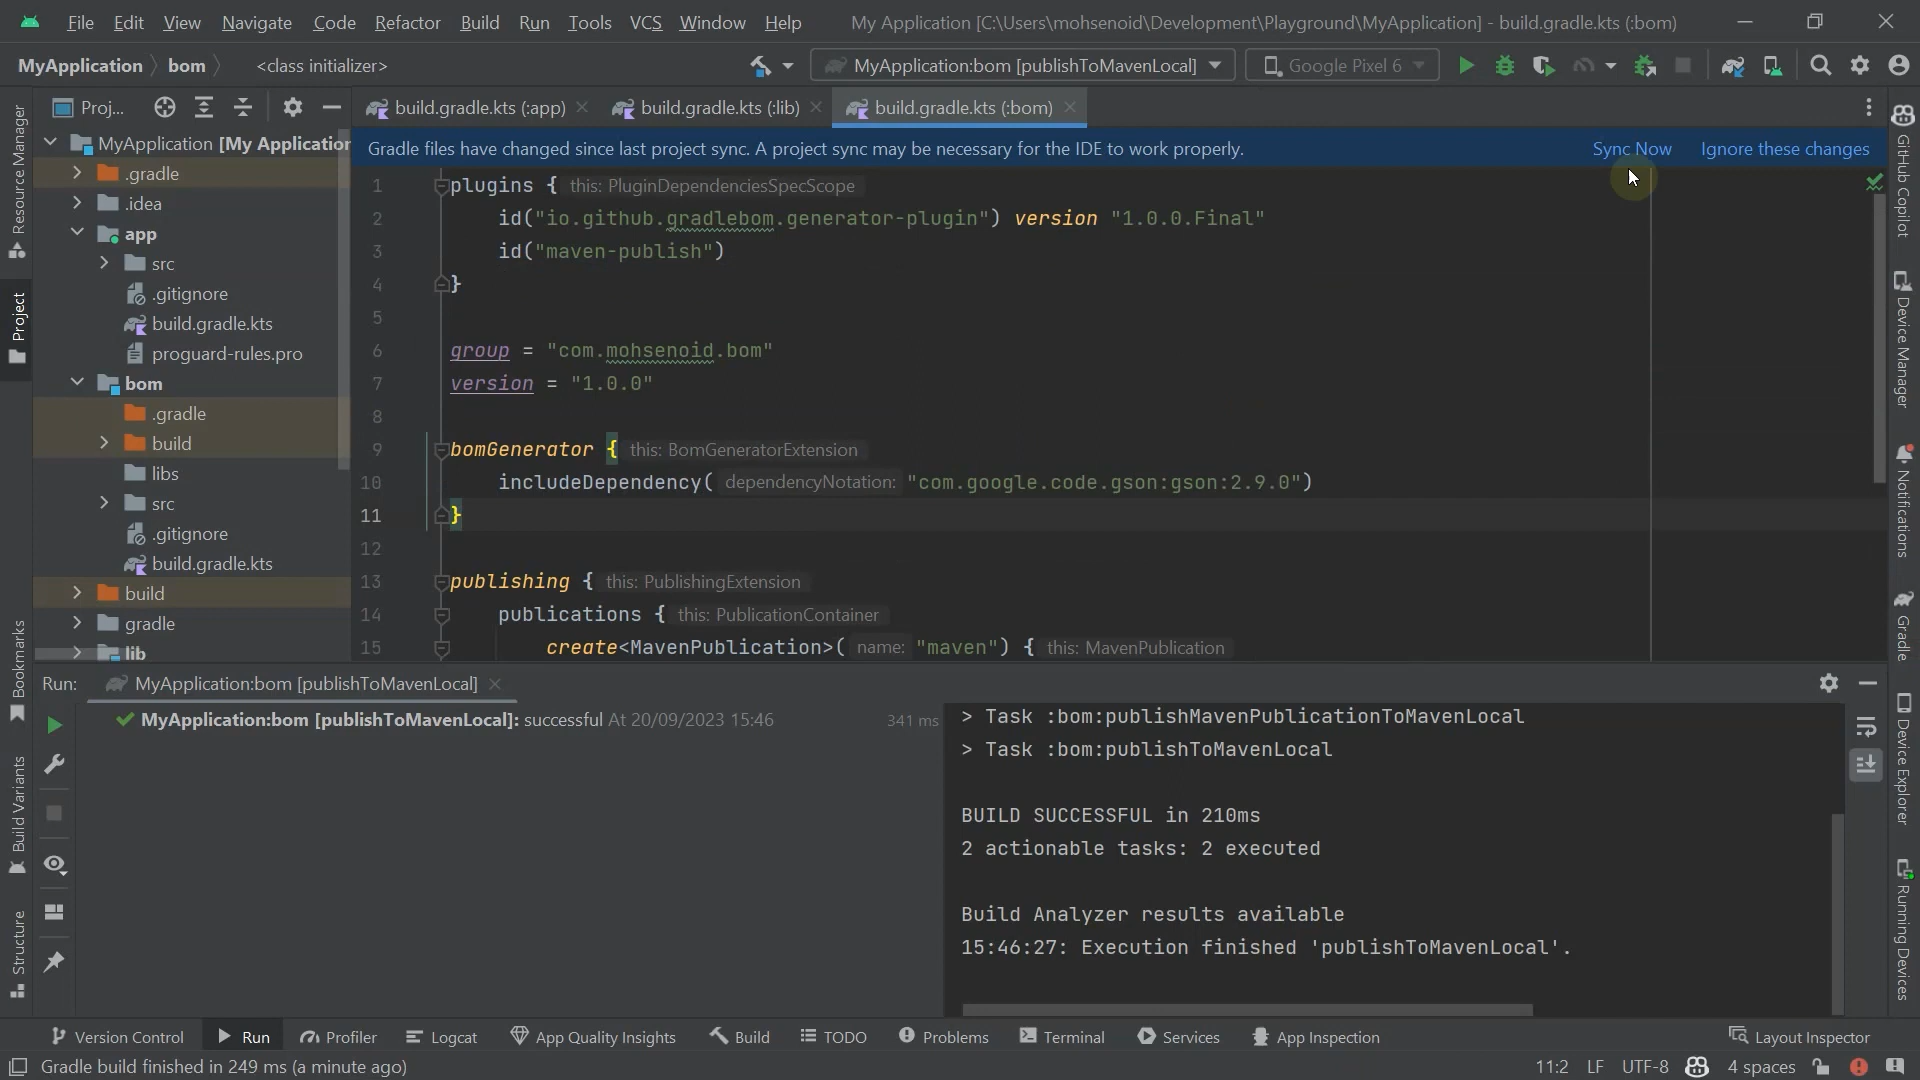 File Edit View Navigate Code Refactor Build Run Tools VCS Window Help My Application [C:\Users\mohsenoid\Development\Playground\MyApplication] - build.gradle.kts (:bom)
MyApplication bom <class initializer> MyApplication:bom [publishToMavenLocal] Google Pixel 6
Proj... build.gradle.kts (:app) build.gradle.kts (:lib) build.gradle.kts (:bom)
Gradle files have changed since last project sync. A project sync may be necessary for the IDE to work properly. Sync Now Ignore these changes
Resource Manager
Project
Bookmarks
Build Variants
Structure
MyApplication [My Application
.gradle
.idea
app
src
.gitignore
build.gradle.kts
proguard-rules.pro
bom
.gradle
build
libs
src
.gitignore
build.gradle.kts
build
gradle
lib
1 plugins { this: PluginDependenciesSpecScope
2 id("io.github.gradlebom.generator-plugin") version "1.0.0.Final"
3 id("maven-publish")
4 }
5
6 group = "com.mohsenoid.bom"
7 version = "1.0.0"
8
9 bomGenerator { this: BomGeneratorExtension
10 includeDependency( dependencyNotation: "com.google.code.gson:gson:2.9.0")
11 }
12
13 publishing { this: PublishingExtension
14 publications { this: PublicationContainer
15 create<MavenPublication>( name: "maven") { this: MavenPublication
GitHub Copilot
Device Manager
Notifications
Gradle
Device Explorer
Running Devices
Run: MyApplication:bom [publishToMavenLocal]
MyApplication:bom [publishToMavenLocal]: successful At 20/09/2023 15:46 341 ms
> Task :bom:publishMavenPublicationToMavenLocal
> Task :bom:publishToMavenLocal
BUILD SUCCESSFUL in 210ms
2 actionable tasks: 2 executed
Build Analyzer results available
15:46:27: Execution finished 'publishToMavenLocal'.
Version Control Run Profiler Logcat App Quality Insights Build TODO Problems Terminal Services App Inspection Layout Inspector
Gradle build finished in 249 ms (a minute ago) 11:2 LF UTF-8 4 spaces